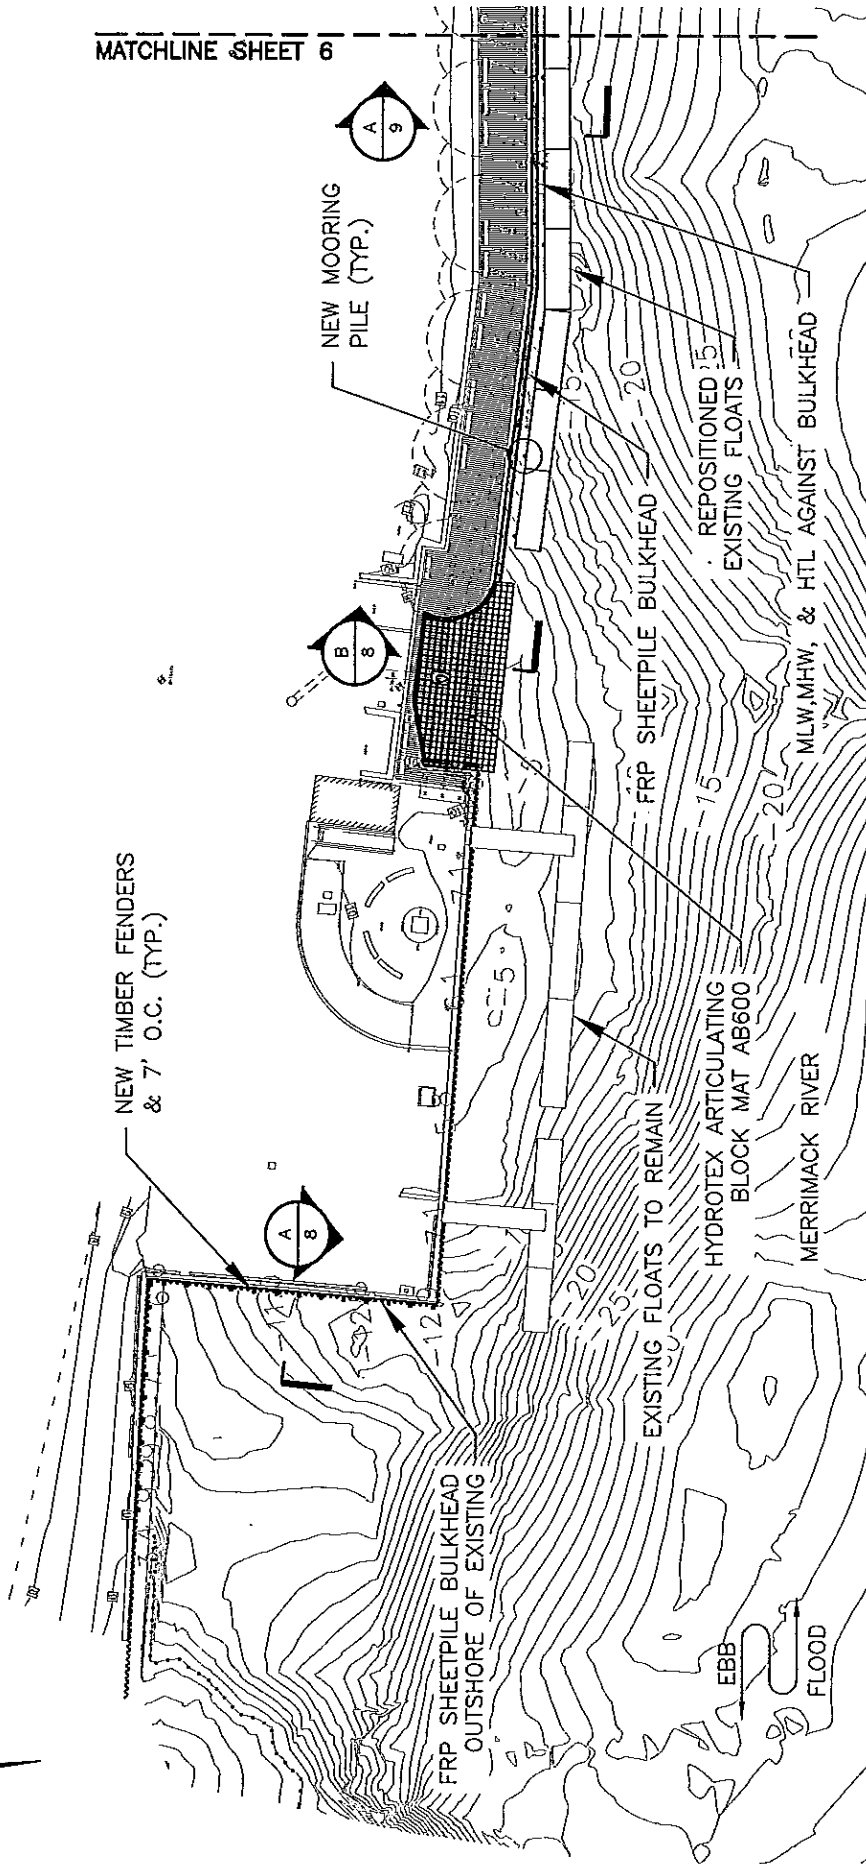 MATCHLINE SHEET 6
A
9
NEW MOORING
PILE (TYP.)
B
8
NEW TIMBER FENDERS
& 7' O.C. (TYP.)
A
8
FRP SHEETPILE BULKHEAD
OUTSHORE OF EXISTING
EXISTING FLOATS TO REMAIN
HYDROTEX ARTICULATING
BLOCK MAT AB600
MERRIMACK RIVER
FRP SHEETPILE BULKHEAD
REPOSITIONED
EXISTING FLOATS
MLW,MHW, & HTL AGAINST BULKHEAD
EBB
FLOOD
-5
-12
-20
-25
-15
-20
-15
-20